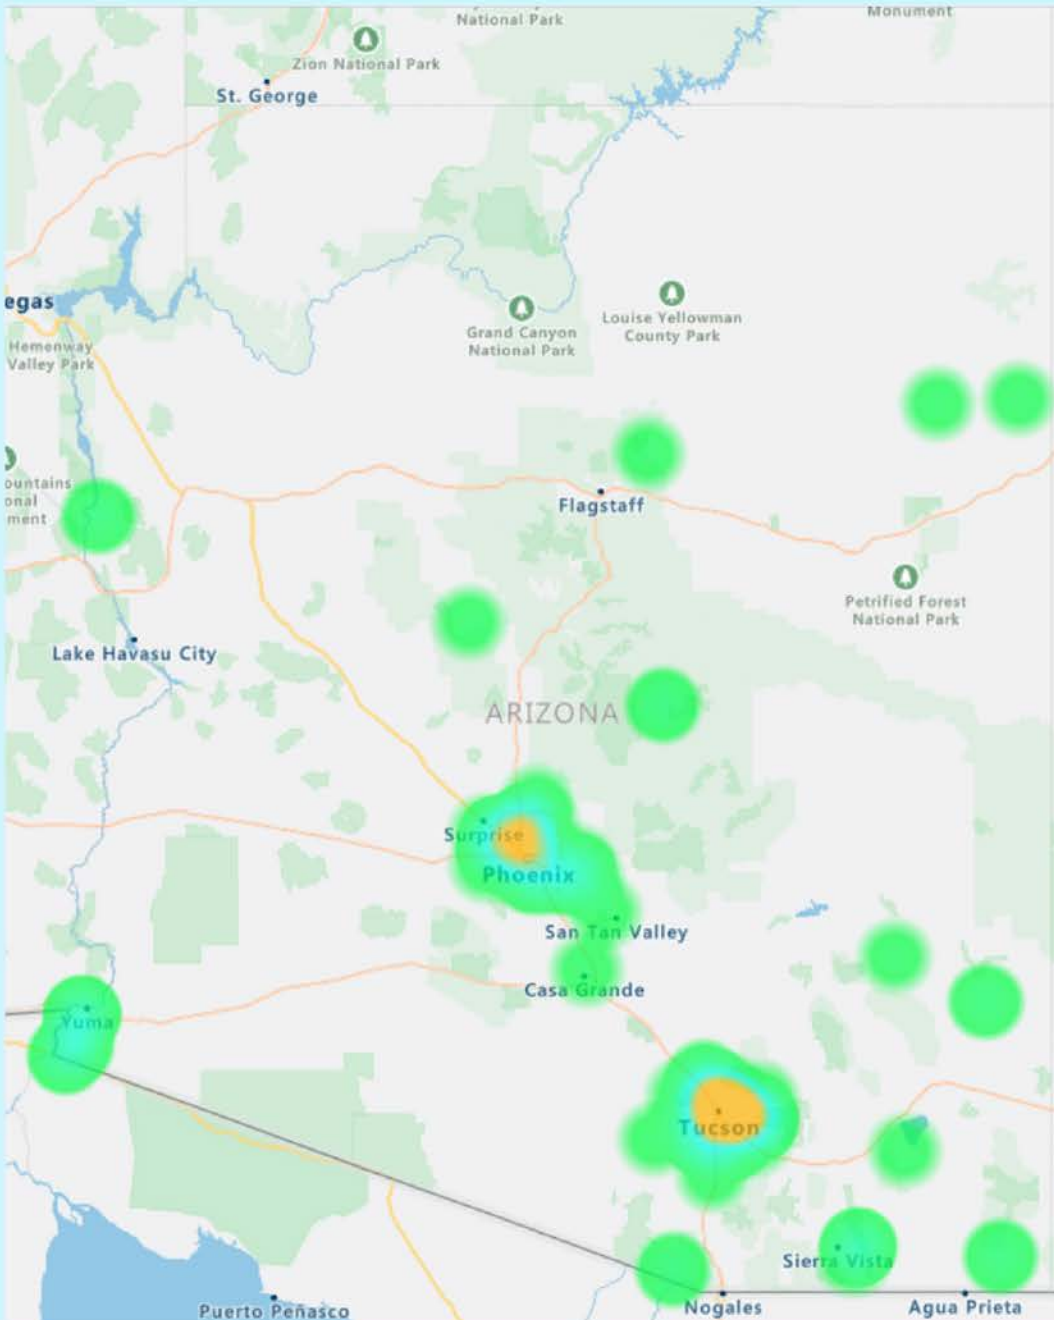 National Park
Monument
Zion National Park
St. George
egas
Hemenway
Valley Park
Grand Canyon
National Park
Louise Yellowman
County Park
ountains
onal
ment
Flagstaff
Petrified Forest
National Park
Lake Havasu City
ARIZONA
Surprise
Phoenix
San Tan Valley
Casa Grande
Yuma
Tucson
Sierra Vista
Puerto Peñasco
Nogales
Agua Prieta